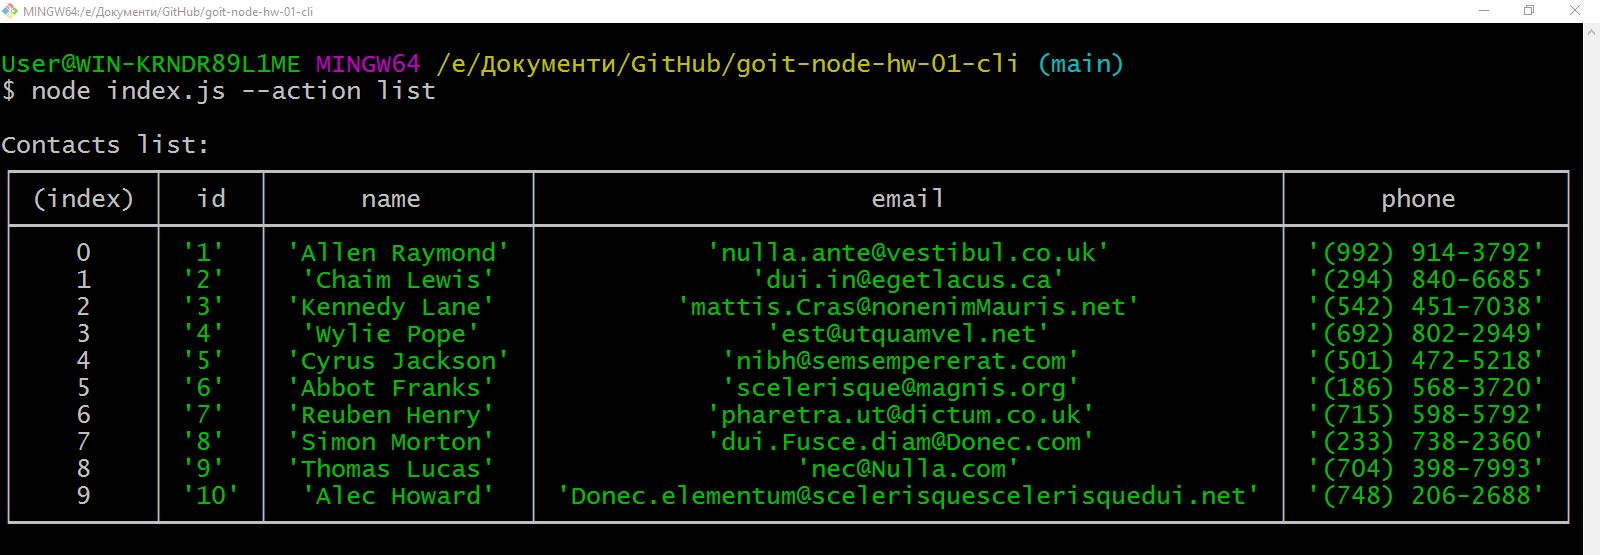 MINGW64:/e/Документи/GitHub/goit-node-hw-01-cli
User@WIN-KRNDR89L1ME MINGW64 /e/Документи/GitHub/goit-node-hw-01-cli (main)
$ node index.js --action list
Contacts list:
(index) id name email phone
0 '1' 'Allen Raymond' 'nulla.ante@vestibul.co.uk' '(992) 914-3792'
1 '2' 'Chaim Lewis' 'dui.in@egetlacus.ca' '(294) 840-6685'
2 '3' 'Kennedy Lane' 'mattis.Cras@nonenimMauris.net' '(542) 451-7038'
3 '4' 'Wylie Pope' 'est@utquamvel.net' '(692) 802-2949'
4 '5' 'Cyrus Jackson' 'nibh@semsempererat.com' '(501) 472-5218'
5 '6' 'Abbot Franks' 'scelerisque@magnis.org' '(186) 568-3720'
6 '7' 'Reuben Henry' 'pharetra.ut@dictum.co.uk' '(715) 598-5792'
7 '8' 'Simon Morton' 'dui.Fusce.diam@Donec.com' '(233) 738-2360'
8 '9' 'Thomas Lucas' 'nec@Nulla.com' '(704) 398-7993'
9 '10' 'Alec Howard' 'Donec.elementum@scelerisquescelerisquedui.net' '(748) 206-2688'